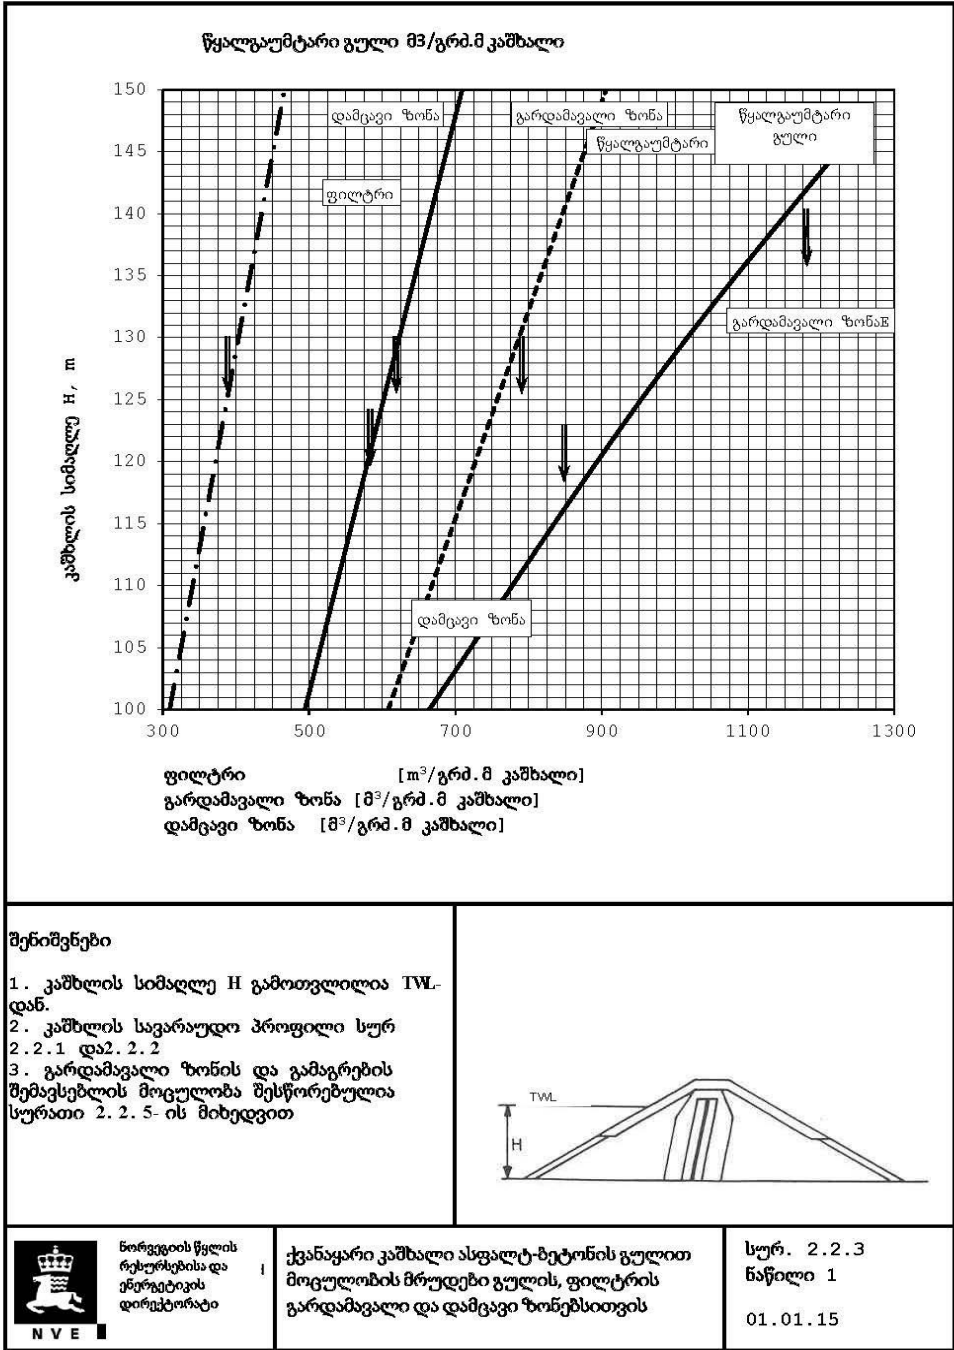 წყალგაუმტარი გული მ3/გრძ.მ კაშხალი
150
დამცავი ზონა
გარდამავალი ზონა
წყალგაუმტარი
გული
წყალგაუმტარი
145
ფილტრი
140
135
130
გარდამავალი ზონაE
125
120
115
110
დამცავი ზონა
105
100
კაშხლის სიმაღლე H, m
300 500 700 900 1100 1300
ფილტრი [m³/გრძ.მ კაშხალი]
გარდამავალი ზონა [მ³/გრძ.მ კაშხალი]
დამცავი ზონა [მ³/გრძ.მ კაშხალი]
შენიშვნები
1. კაშხლის სიმაღლე H გამოთვლილია TWL-
დან.
2. კაშხლის სავარაუდო პროფილი სურ
2.2.1 და2.2.2
3. გარდამავალი ზონის და გამაგრების
შემავსებლის მოცულობა შესწორებულია
სურათი 2.2.5-ის მიხედვით
TWL
H
NVE
ნორვეგიის წყლის
რესურსებისა და
ენერგეტიკის
დირექტორატი
ქვანაყარი კაშხალი ასფალტ-ბეტონის გულით
მოცულობის მრუდები გულის, ფილტრის
გარდამავალი და დამცავი ზონებსითვის
სურ. 2.2.3
ნაწილი 1
01.01.15